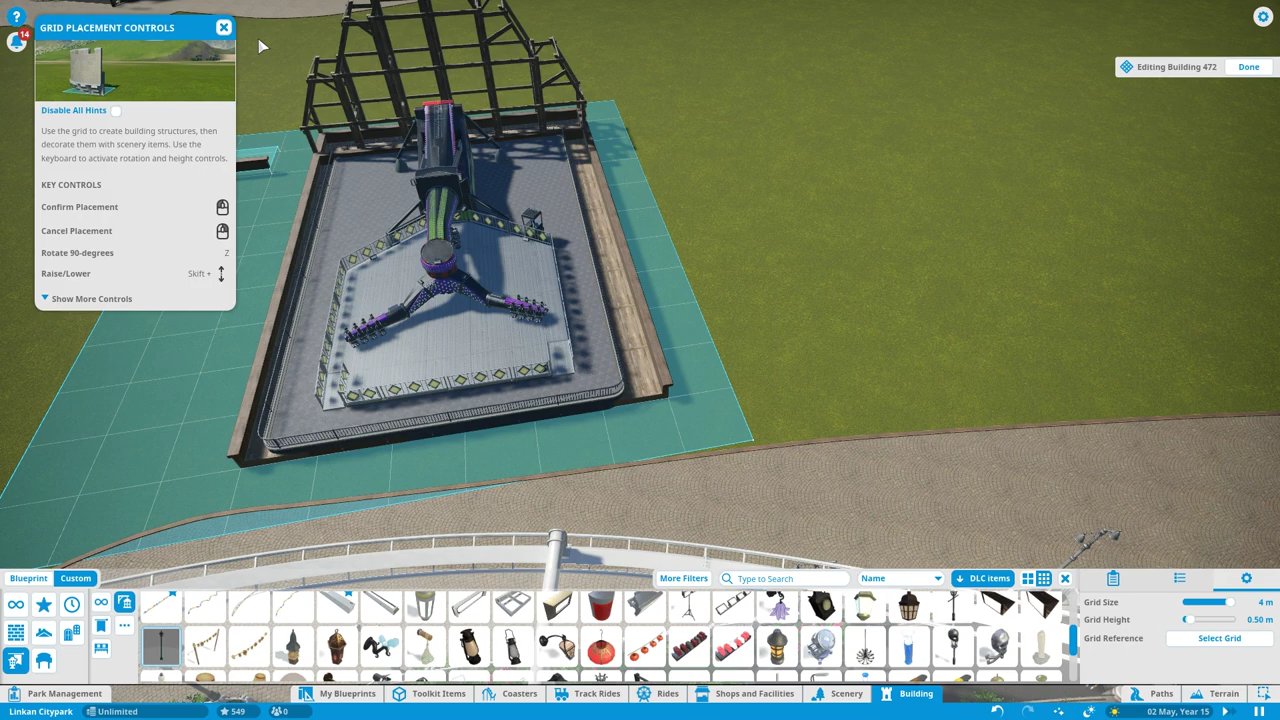 ?
14
GRID PLACEMENT CONTROLS
Disable All Hints
Use the grid to create building structures, then
decorate them with scenery items. Use the
keyboard to activate rotation and height controls.
KEY CONTROLS
Confirm Placement
Cancel Placement
Rotate 90-degrees Z
Raise/Lower Skift +
Show More Controls
Editing Building 472 Done
Blueprint Custom
More Filters Type to Search Name DLC items
Grid Size 4 m
Grid Height 0.50 m
Grid Reference Select Grid
Park Management My Blueprints Toolkit Items Coasters Track Rides Rides Shops and Facilities Scenery Building Paths Terrain
Linkan Citypark Unlimited 549 0 02 May, Year 15